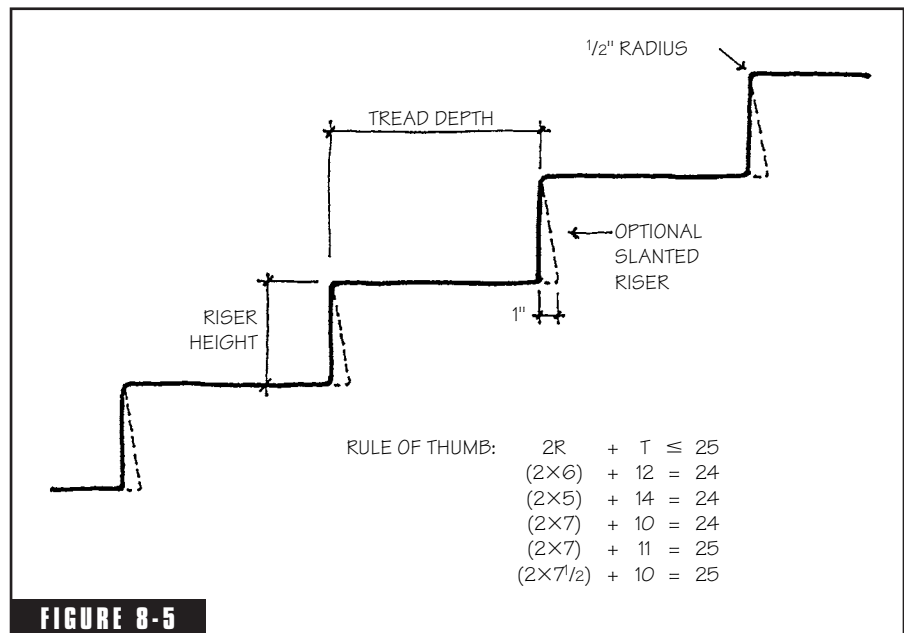 1/2" RADIUS
TREAD DEPTH
OPTIONAL
SLANTED
RISER
RISER
HEIGHT
1"
RULE OF THUMB: 2R + T ≤ 25
(2×6) + 12 = 24
(2×5) + 14 = 24
(2×7) + 10 = 24
(2×7) + 11 = 25
(2×7 1/2) + 10 = 25
FIGURE 8-5